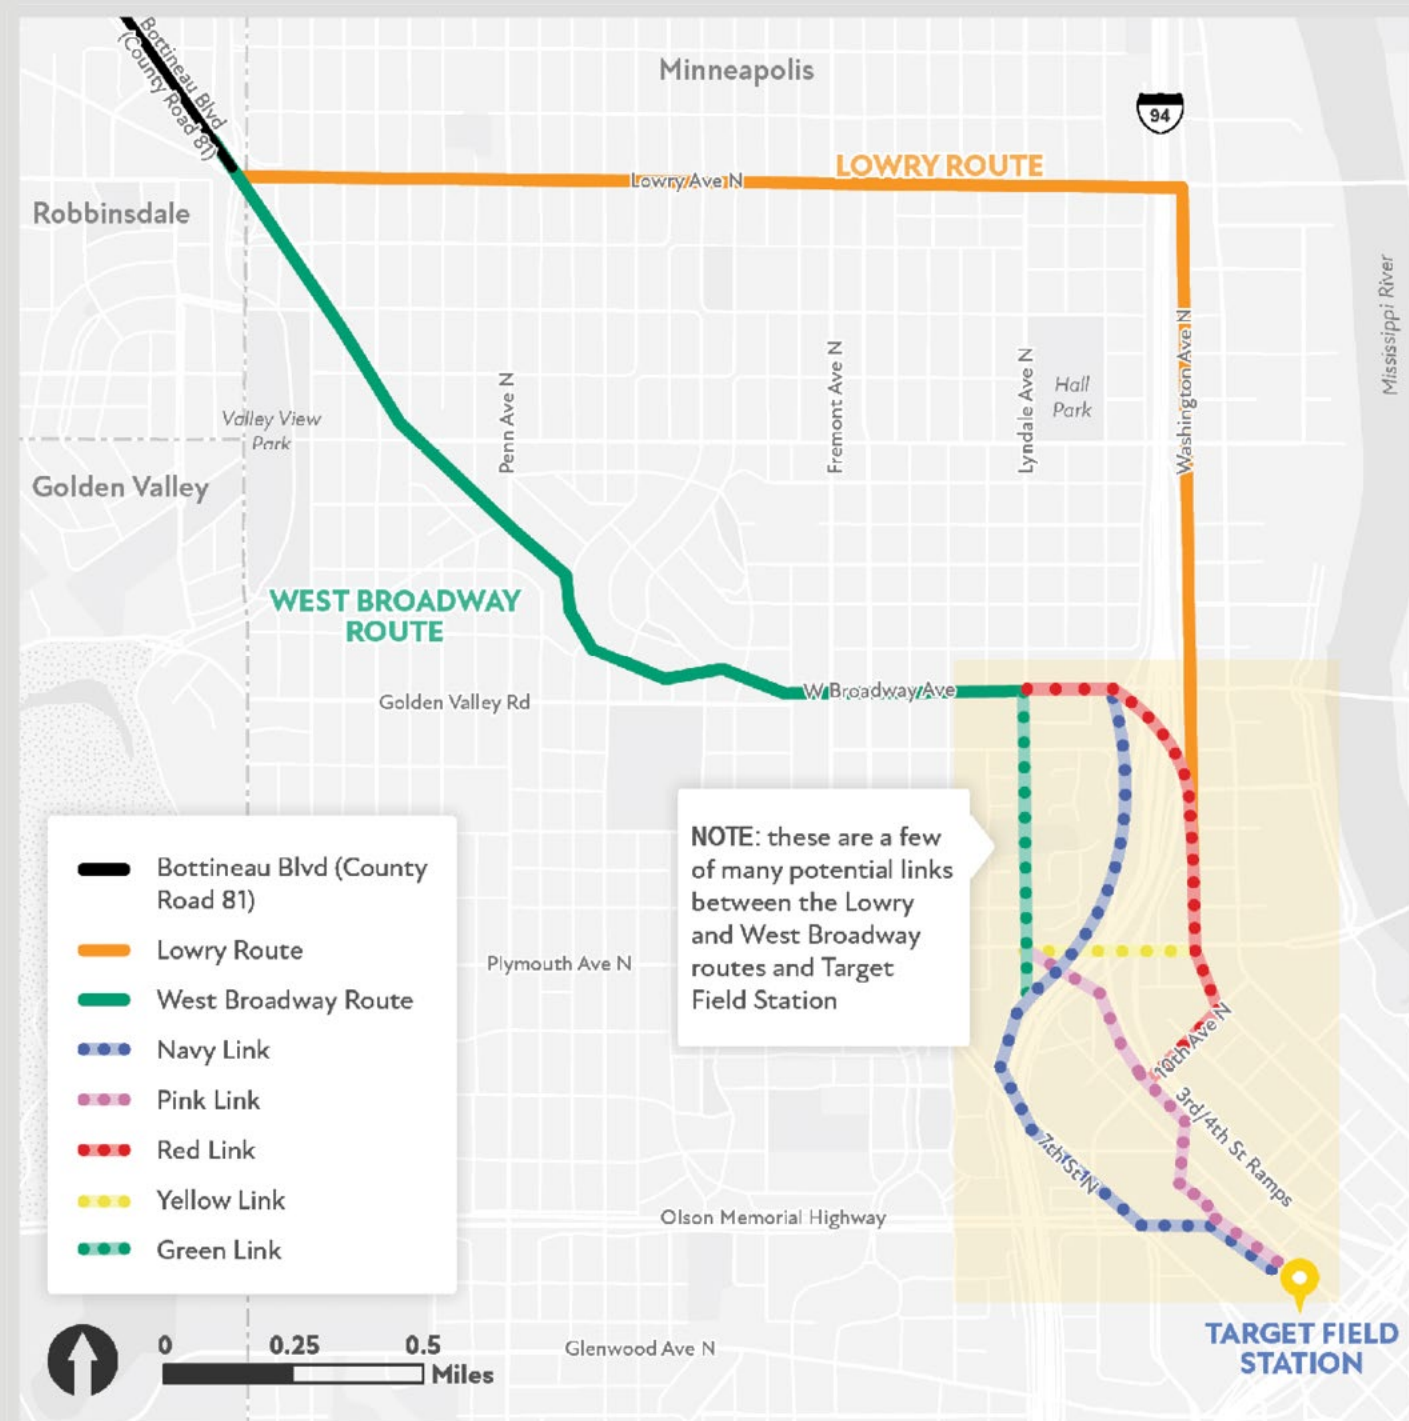 Bottineau Blvd
(County Road 81)
Minneapolis
94
LOWRY ROUTE
Lowry Ave N
Robbinsdale
Mississippi River
Washington Ave N
Penn Ave N
Fremont Ave N
Lyndale Ave N
Hall
Park
Valley View
Park
Golden Valley
WEST BROADWAY
ROUTE
W Broadway Ave
Golden Valley Rd
NOTE: these are a few
of many potential links
between the Lowry
and West Broadway
routes and Target
Field Station
Bottineau Blvd (County
Road 81)
Lowry Route
West Broadway Route
Navy Link
Pink Link
Red Link
Yellow Link
Green Link
Plymouth Ave N
10th Ave N
3rd/4th St Ramps
7th St N
Olson Memorial Highway
TARGET FIELD
STATION
Glenwood Ave N
0 0.25 0.5
Miles